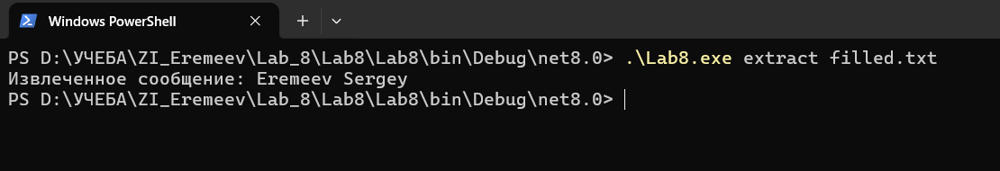 Windows PowerShell
PS D:\УЧЕБА\ZI_Eremeev\Lab_8\Lab8\Lab8\bin\Debug\net8.0> .\Lab8.exe extract filled.txt
Извлеченное сообщение: Eremeev Sergey
PS D:\УЧЕБА\ZI_Eremeev\Lab_8\Lab8\Lab8\bin\Debug\net8.0>